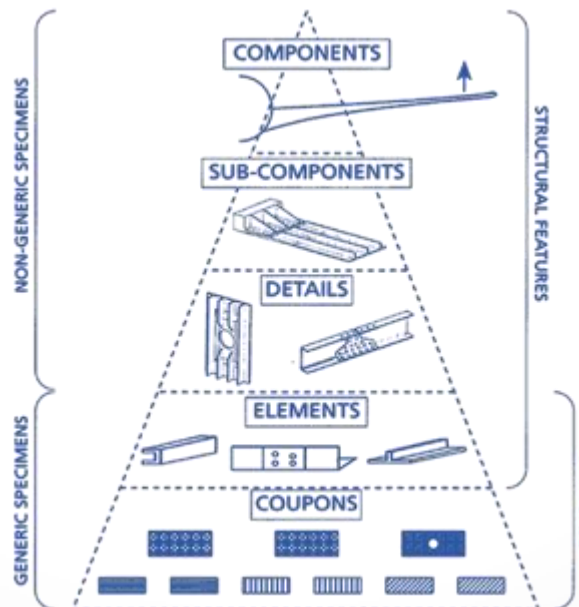 COMPONENTS
NON-GENERIC SPECIMENS
STRUCTURAL FEATURES
SUB-COMPONENTS
DETAILS
ELEMENTS
GENERIC SPECIMENS
COUPONS